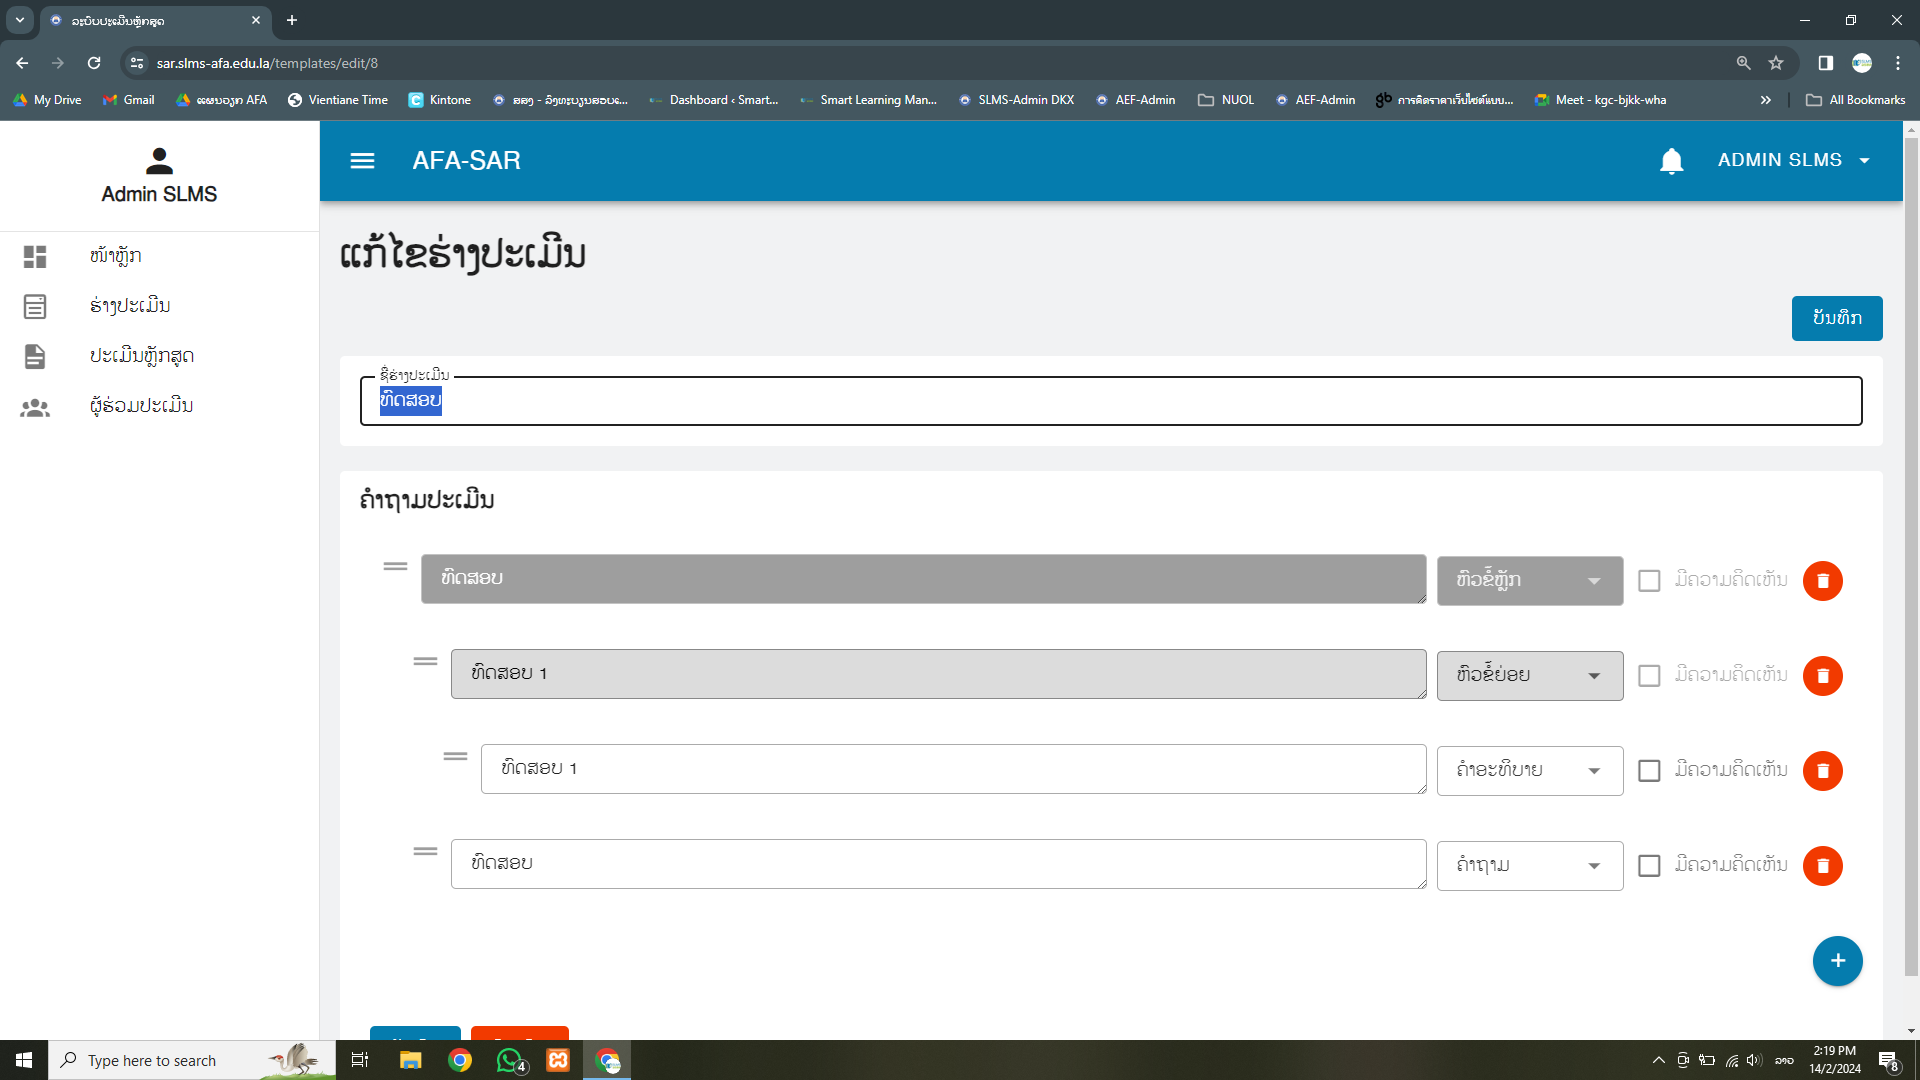 ລະບົບປະເມີນຫຼັກສູດ
sar.slms-afa.edu.la/templates/edit/8
My Drive
Gmail
ແຜນວຽກ AFA
Vientiane Time
Kintone
ສສງ - ລົງທະບຽນສອບເ...
Dashboard ‹ Smart...
Smart Learning Man...
SLMS-Admin DKX
AEF-Admin
NUOL
AEF-Admin
การคิดราคาเว็บไซต์แบบ...
Meet - kgc-bjkk-wha
All Bookmarks
Admin SLMS
AFA-SAR
ADMIN SLMS
ໜ້າຫຼັກ
ຮ່າງປະເມີນ
ປະເມີນຫຼັກສູດ
ຜູ້ຮ່ວມປະເມີນ
ແກ້ໄຂຮ່າງປະເມີນ
ບັນທຶກ
ຊື່ຮ່າງປະເມີນ
ທົດສອບ
ຄຳຖາມປະເມີນ
ທົດສອບ ຫົວຂໍ້ຫຼັກ ມີຄວາມຄິດເຫັນ
ທົດສອບ 1 ຫົວຂໍ້ຍ່ອຍ ມີຄວາມຄິດເຫັນ
ທົດສອບ 1 ຄຳອະທິບາຍ ມີຄວາມຄິດເຫັນ
ທົດສອບ ຄຳຖາມ ມີຄວາມຄິດເຫັນ
Type here to search
4
ລາວ
2:19 PM
14/2/2024
8